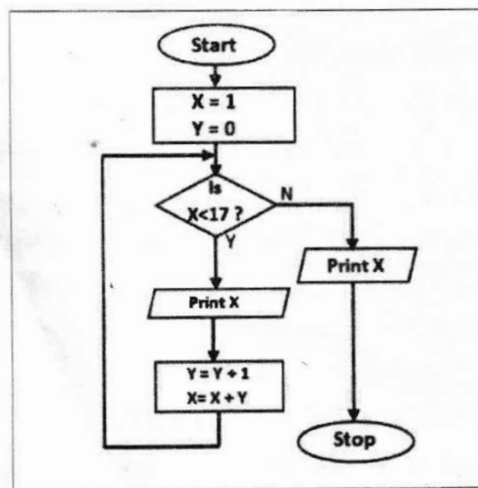 Start
X = 1
Y = 0
Is
X<17 ?
N
Y
Print X
Print X
Y = Y + 1
X= X + Y
Stop